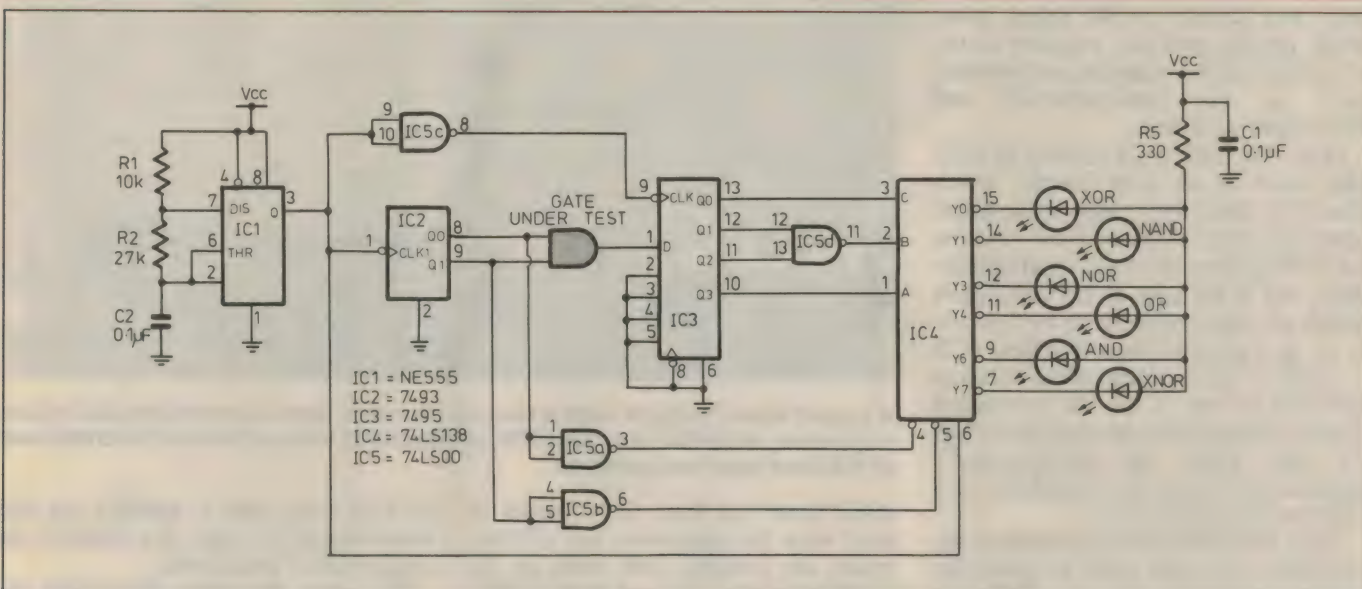 Vcc
R1
10k
R2
27k
C2
0·1µF
4
8
7
DIS
IC1
Q
3
6
THR
2
1
9
10
IC5c
8
1
CLK1
IC2
Q0
8
Q1
9
2
GATE
UNDER TEST
IC1 = NE555
IC2 = 7493
IC3 = 7495
IC4 = 74LS138
IC5 = 74LS00
9
CLK
Q0
13
1
D
Q1
12
2
Q2
11
3
Q3
10
4
IC3
5
8
6
12
13
IC5d
11
1
2
IC5a
3
4
5
IC5b
6
3
C
2
B
1
A
IC4
Y0
15
XOR
Y1
14
NAND
Y3
12
NOR
Y4
11
OR
Y6
9
AND
Y7
7
XNOR
4
5
6
Vcc
R5
330
C1
0·1µF